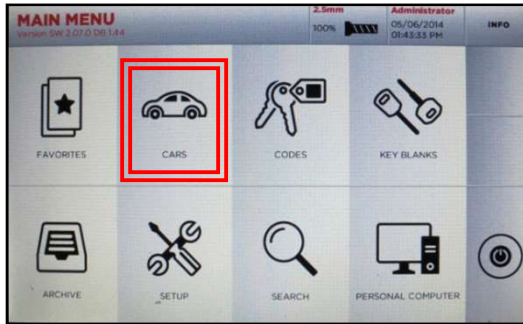 MAIN MENU
Version SW 2.07.0 DB 1.44
2.5mm
100%
Administrator
05/06/2014
01:43:33 PM
INFO
FAVORITES
CARS
CODES
KEY BLANKS
ARCHIVE
SETUP
SEARCH
PERSONAL COMPUTER